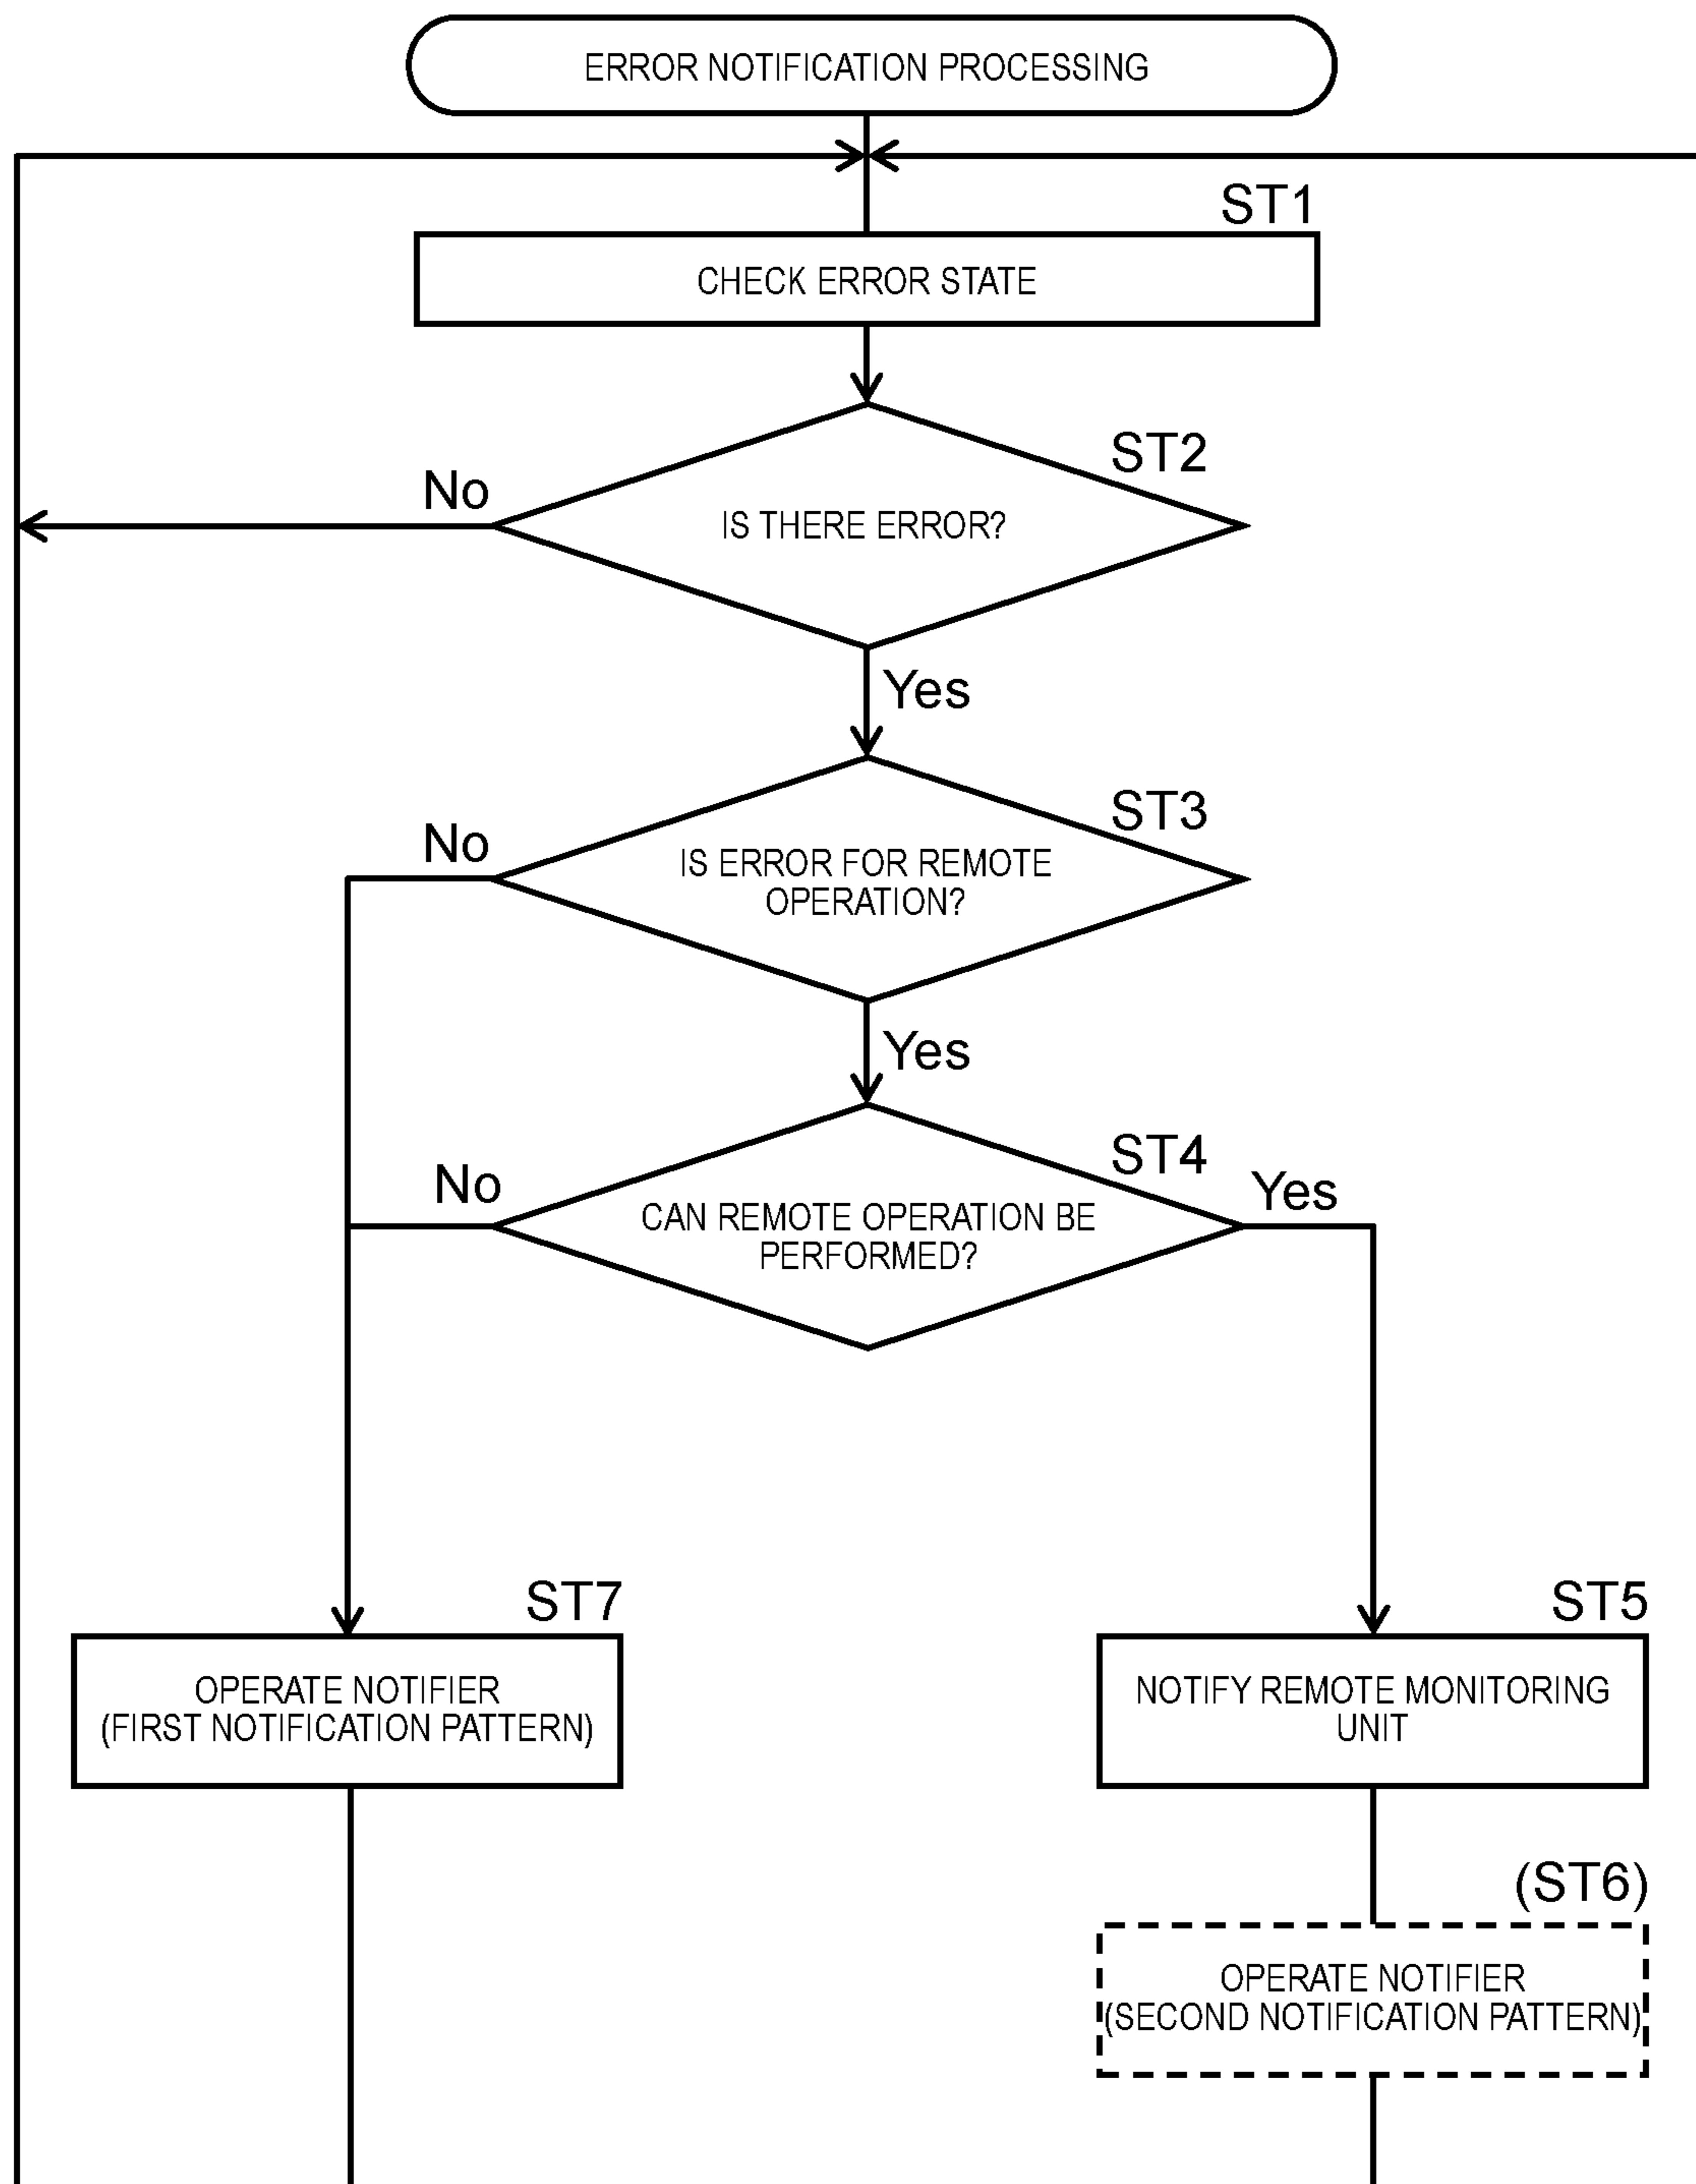 ERROR NOTIFICATION PROCESSING
ST1
CHECK ERROR STATE
ST2
No
IS THERE ERROR?
Yes
ST3
No
IS ERROR FOR REMOTE
OPERATION?
Yes
ST4
No
Yes
CAN REMOTE OPERATION BE
PERFORMED?
ST7
OPERATE NOTIFIER
(FIRST NOTIFICATION PATTERN)
ST5
NOTIFY REMOTE MONITORING
UNIT
(ST6)
OPERATE NOTIFIER
(SECOND NOTIFICATION PATTERN)